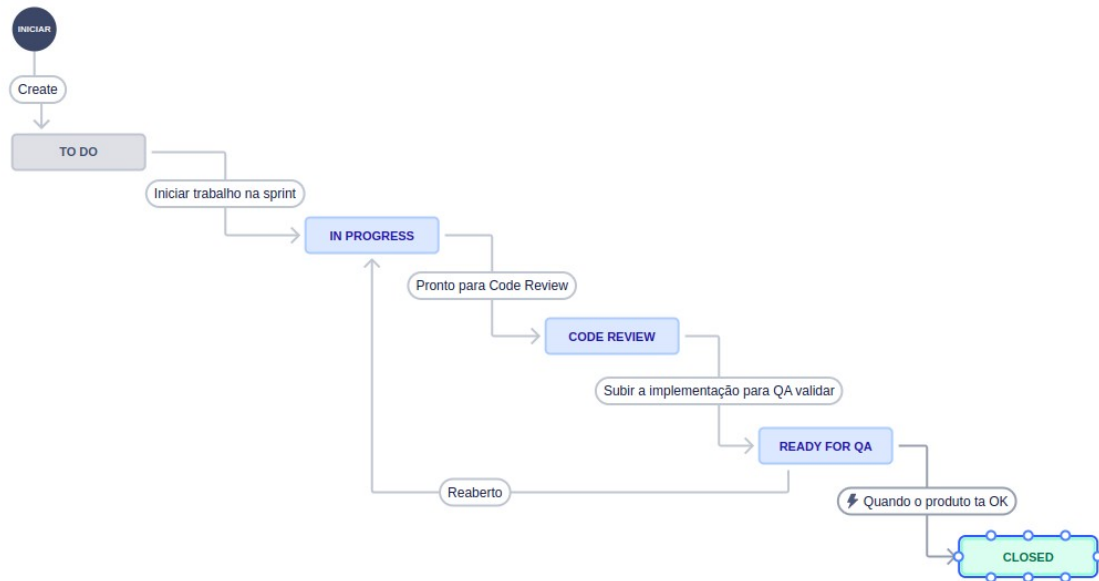 INICIAR
Create
TO DO
Iniciar trabalho na sprint
IN PROGRESS
Pronto para Code Review
CODE REVIEW
Subir a implementação para QA validar
READY FOR QA
Reaberto
Quando o produto ta OK
CLOSED